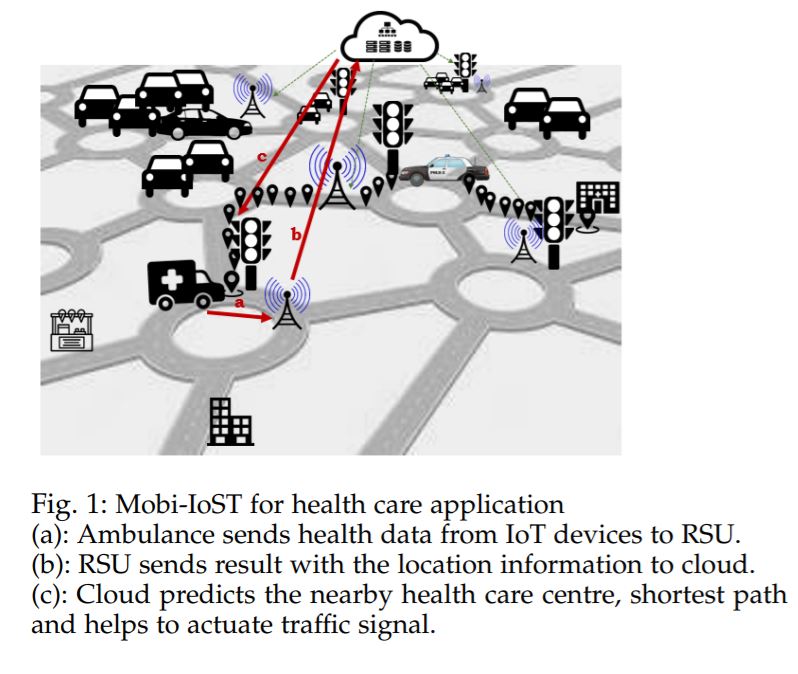 c
b
POLICE
a
Fig. 1: Mobi-IoST for health care application
(a): Ambulance sends health data from IoT devices to RSU.
(b): RSU sends result with the location information to cloud.
(c): Cloud predicts the nearby health care centre, shortest path
and helps to actuate traffic signal.